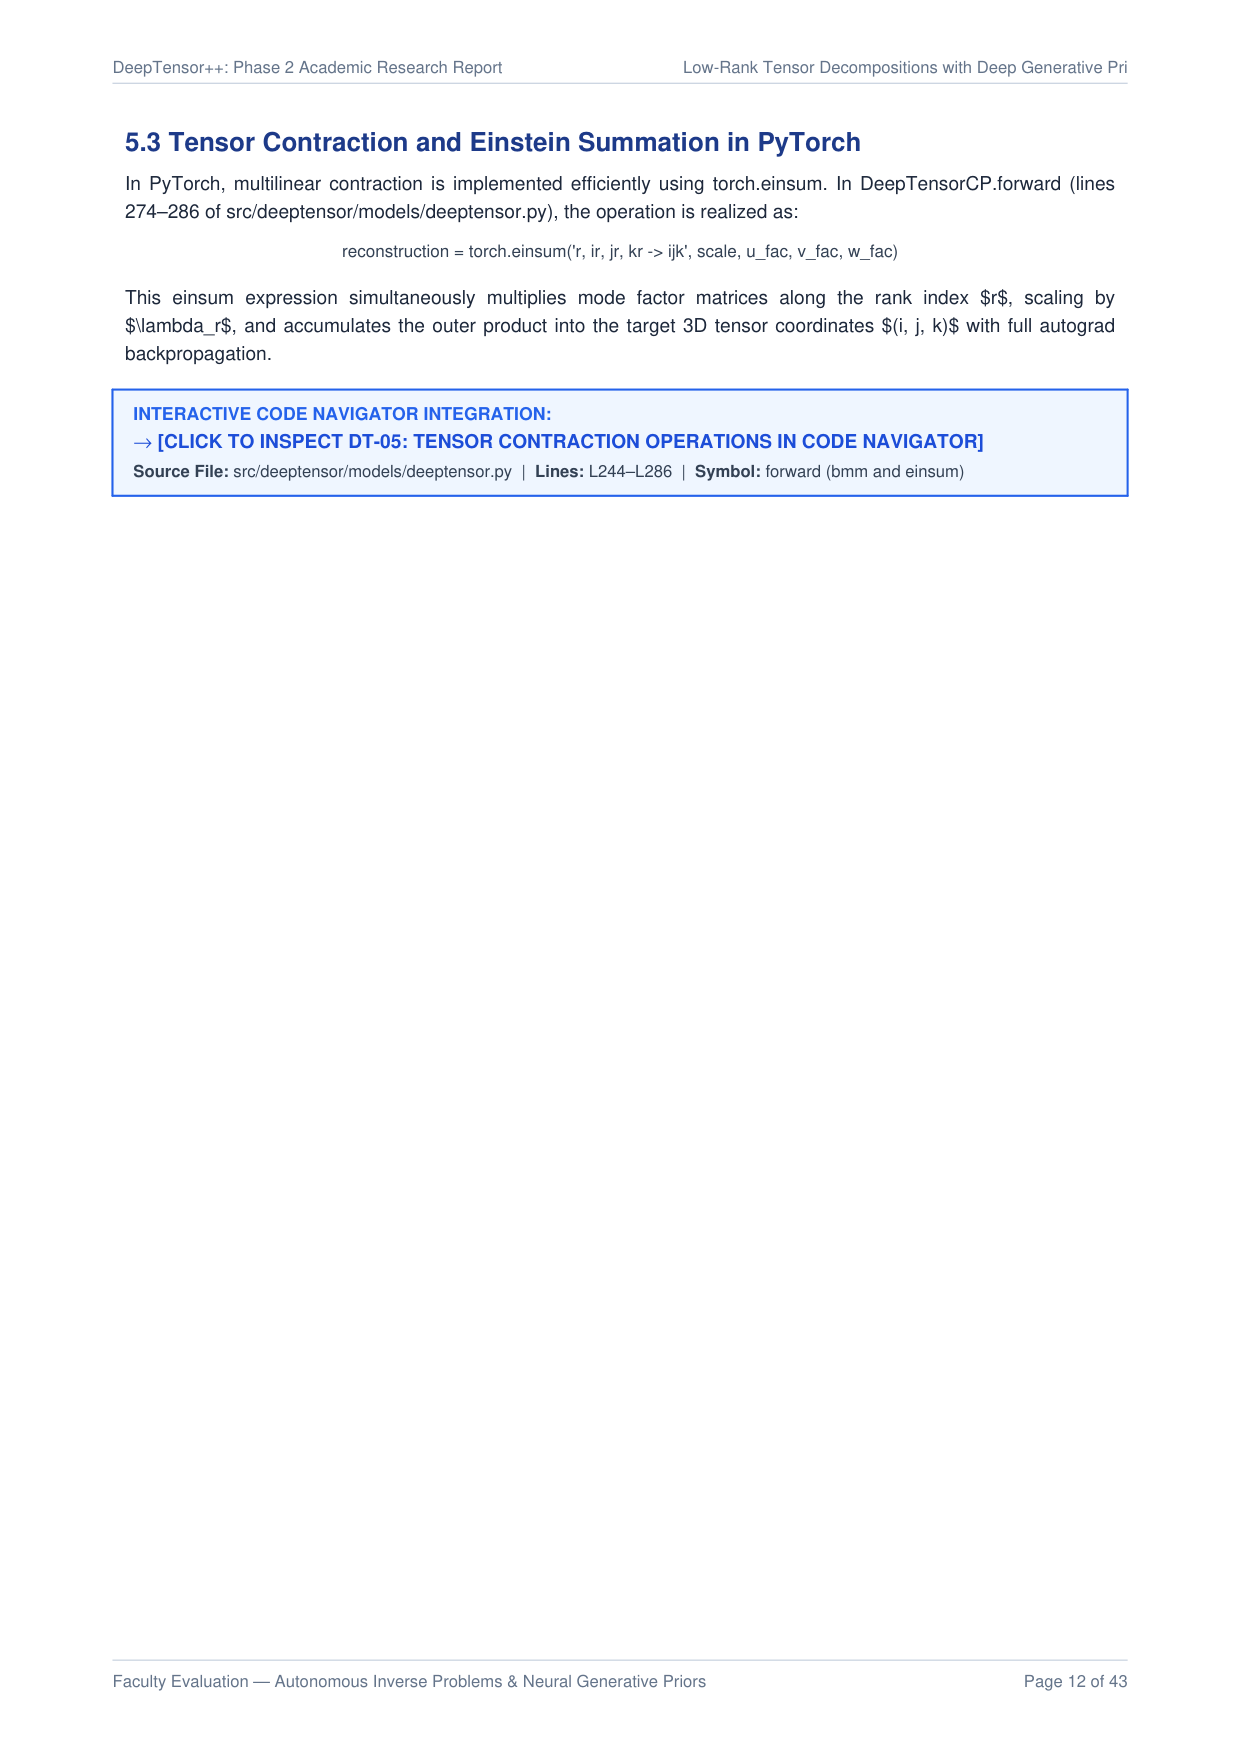 DeepTensor++: Phase 2 Academic Research Report
Low-Rank Tensor Decompositions with Deep Generative Pri
5.3 Tensor Contraction and Einstein Summation in PyTorch
In PyTorch, multilinear contraction is implemented efficiently using torch.einsum. In DeepTensorCP.forward (lines
274–286 of src/deeptensor/models/deeptensor.py), the operation is realized as:
reconstruction = torch.einsum('r, ir, jr, kr -> ijk', scale, u_fac, v_fac, w_fac)
This einsum expression simultaneously multiplies mode factor matrices along the rank index $r$, scaling by
$\lambda_r$, and accumulates the outer product into the target 3D tensor coordinates $(i, j, k)$ with full autograd
backpropagation.
INTERACTIVE CODE NAVIGATOR INTEGRATION:
→ [CLICK TO INSPECT DT-05: TENSOR CONTRACTION OPERATIONS IN CODE NAVIGATOR]
Source File: src/deeptensor/models/deeptensor.py | Lines: L244–L286 | Symbol: forward (bmm and einsum)
Faculty Evaluation — Autonomous Inverse Problems & Neural Generative Priors
Page 12 of 43